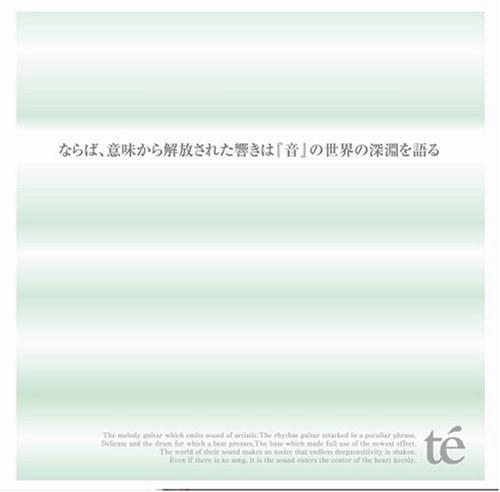 ならば、意味から解放された響きは『音』の世界の深淵を語る
The melody guitar which emits sound of artistic.The rhythm guitar attacked in a peculiar phrase,
Delicate and the drum for which a beat presses.The base which made full use of the newest effect.
The world of their sound makes us notice that endless deepsensitivity is shaken.
Even if there is no song, it is the sound enters the center of the heart keenly.
té